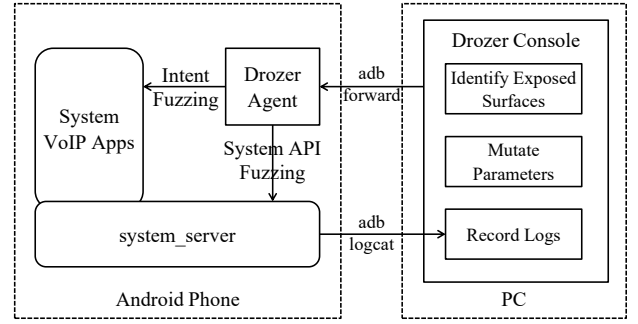 System
VoIP Apps
Intent
Fuzzing
Drozer
Agent
System API
Fuzzing
system_server
Android Phone
adb
forward
adb
logcat
Drozer Console
Identify Exposed
Surfaces
Mutate
Parameters
Record Logs
PC